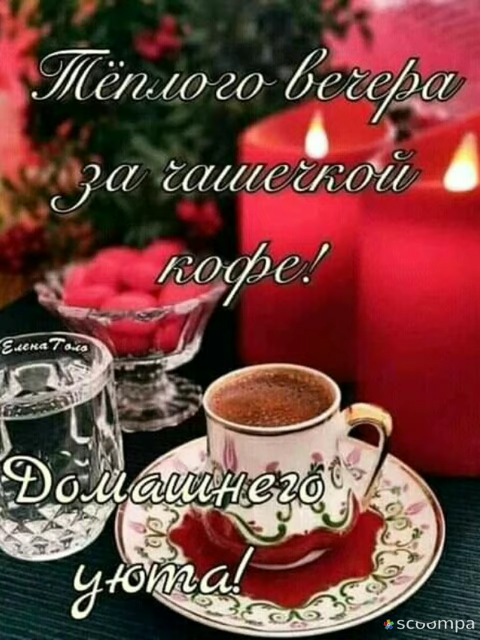 Тёплого вечера
за чашечкой
кофе!
ЕленаТоло
Домашнего
уюта!
scoompa